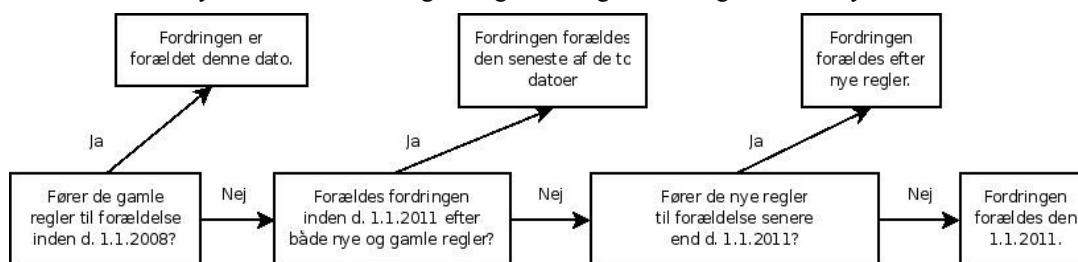 Fordringen er
forældet denne dato.
Fordringen forældes
den seneste af de to
datoer
Fordringen
forældes efter
nye regler.
Ja
Ja
Ja
Fører de gamle
regler til forældelse
inden d. 1.1.2008?
Nej
Forældes fordringen
inden d. 1.1.2011 efter
både nye og gamle regler?
Nej
Fører de nye regler
til forældelse senere
end d. 1.1.2011?
Nej
Fordringen
forældes den
1.1.2011.